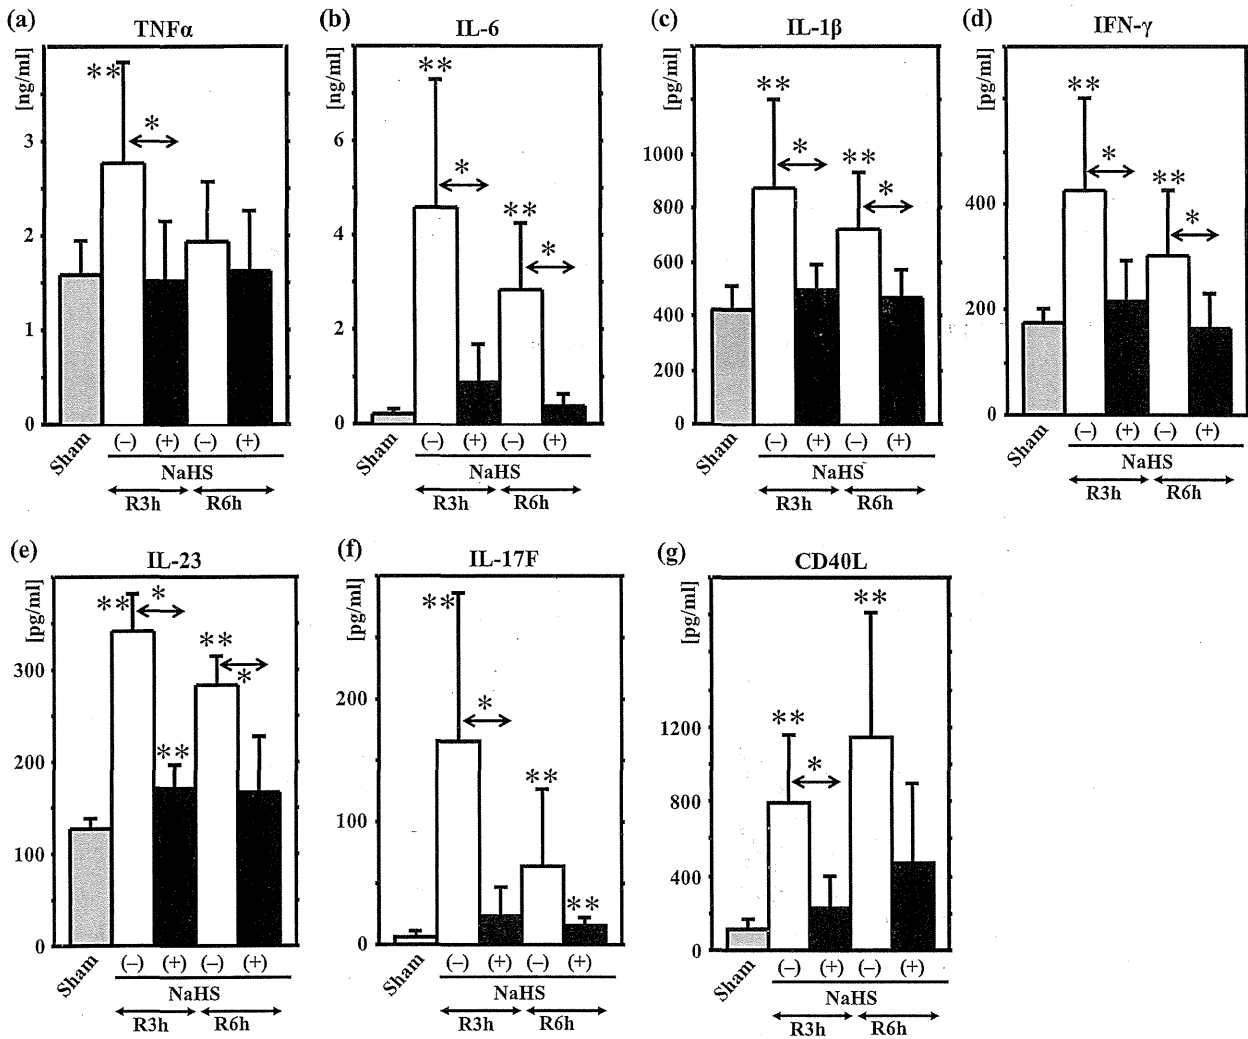 (a) TNFα
[ng/ml]
3
2
1
0
**
*
Sham (–) (+) (–) (+)
NaHS
R3h R6h
(b) IL-6
[ng/ml]
6
4
2
0
**
*
**
*
Sham (–) (+) (–) (+)
NaHS
R3h R6h
(c) IL-1β
[pg/ml]
1000
800
600
400
200
0
**
*
**
*
Sham (–) (+) (–) (+)
NaHS
R3h R6h
(d) IFN-γ
[pg/ml]
400
200
0
**
*
**
*
Sham (–) (+) (–) (+)
NaHS
R3h R6h
(e) IL-23
[pg/ml]
300
200
100
0
**
*
**
**
*
Sham (–) (+) (–) (+)
NaHS
R3h R6h
(f) IL-17F
[pg/ml]
200
100
0
**
*
**
**
Sham (–) (+) (–) (+)
NaHS
R3h R6h
(g) CD40L
[pg/ml]
1200
800
400
0
**
*
**
Sham (–) (+) (–) (+)
NaHS
R3h R6h